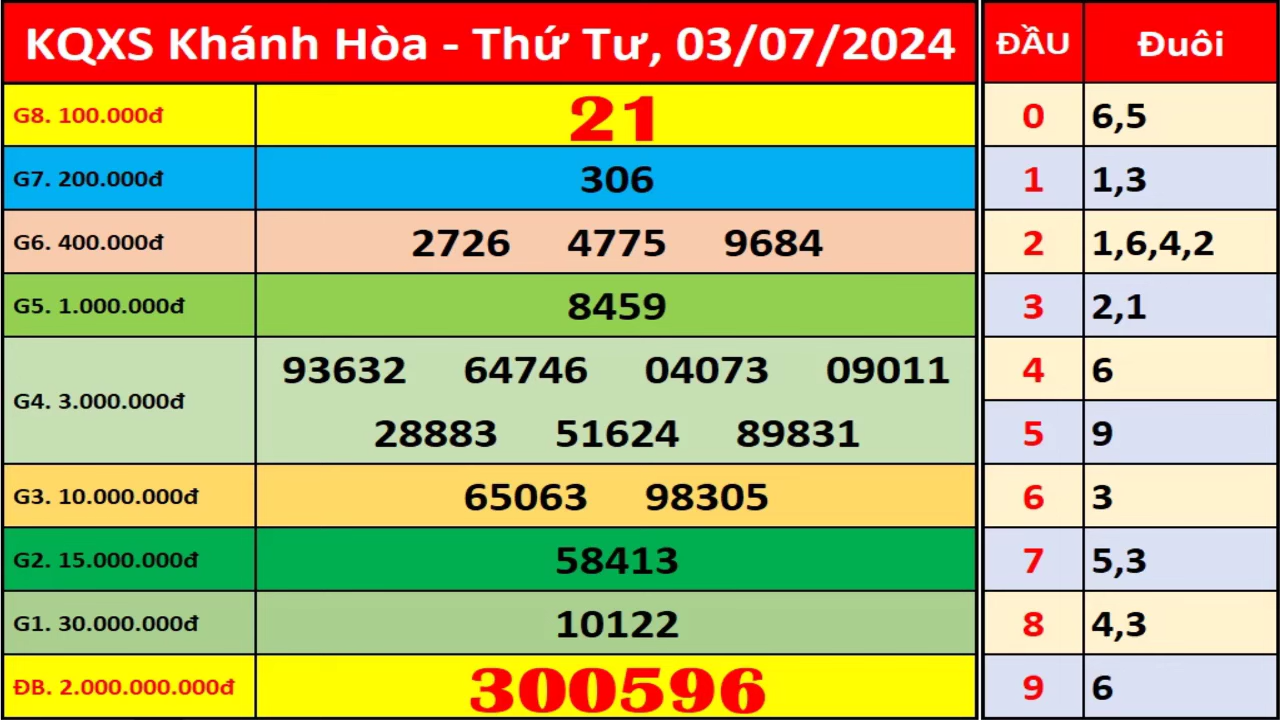 KQXS Khánh Hòa - Thứ Tư, 03/07/2024 ĐẦU Đuôi
G8. 100.000đ 21 0 6,5
G7. 200.000đ 306 1 1,3
G6. 400.000đ 2726 4775 9684 2 1,6,4,2
G5. 1.000.000đ 8459 3 2,1
G4. 3.000.000đ 93632 64746 04073 09011 4 6
28883 51624 89831 5 9
G3. 10.000.000đ 65063 98305 6 3
G2. 15.000.000đ 58413 7 5,3
G1. 30.000.000đ 10122 8 4,3
ĐB. 2.000.000.000đ 300596 9 6